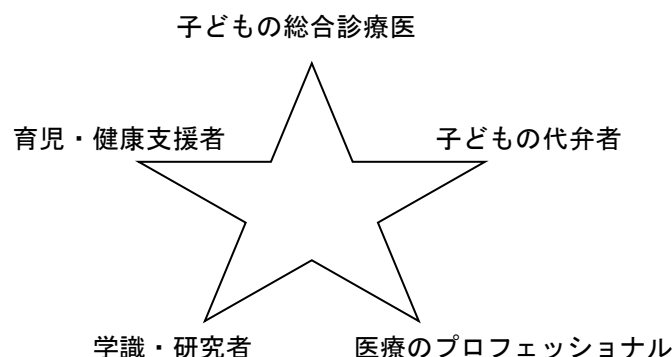 子どもの総合診療医
育児・健康支援者
子どもの代弁者
学識・研究者
医療のプロフェッショナル